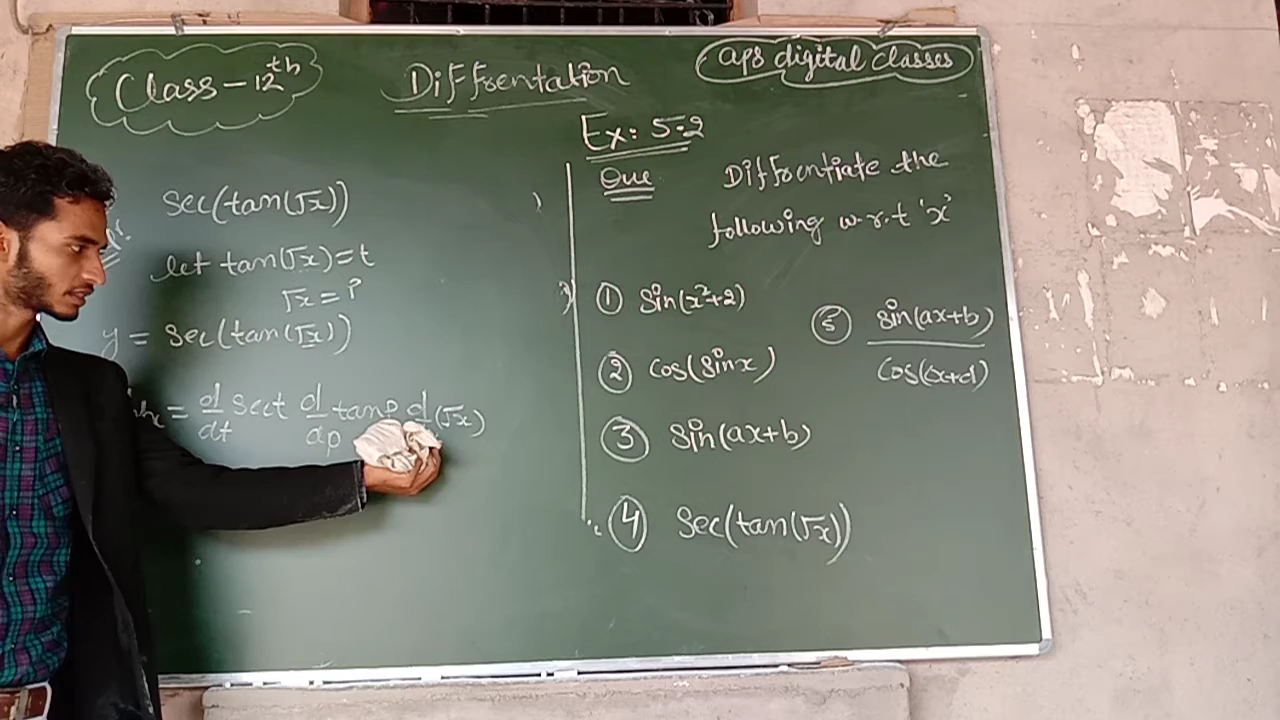 Class-12th
Diffrentation
aps digital classes
Ex: 5.2
Que Diffrentiate the
following w.r.t 'x'
① Sin(x²+2)
② Cos(Sinx)
③ Sin(ax+b)
④ Sec(tan(√x))
⑤ Sin(ax+b)
Cos(cx+d)
Sec(tan(√x))
let tan(√x)=t
√x=P
y = Sec(tan(√x))
= d/dt Sect d/dp tanp d (√x)